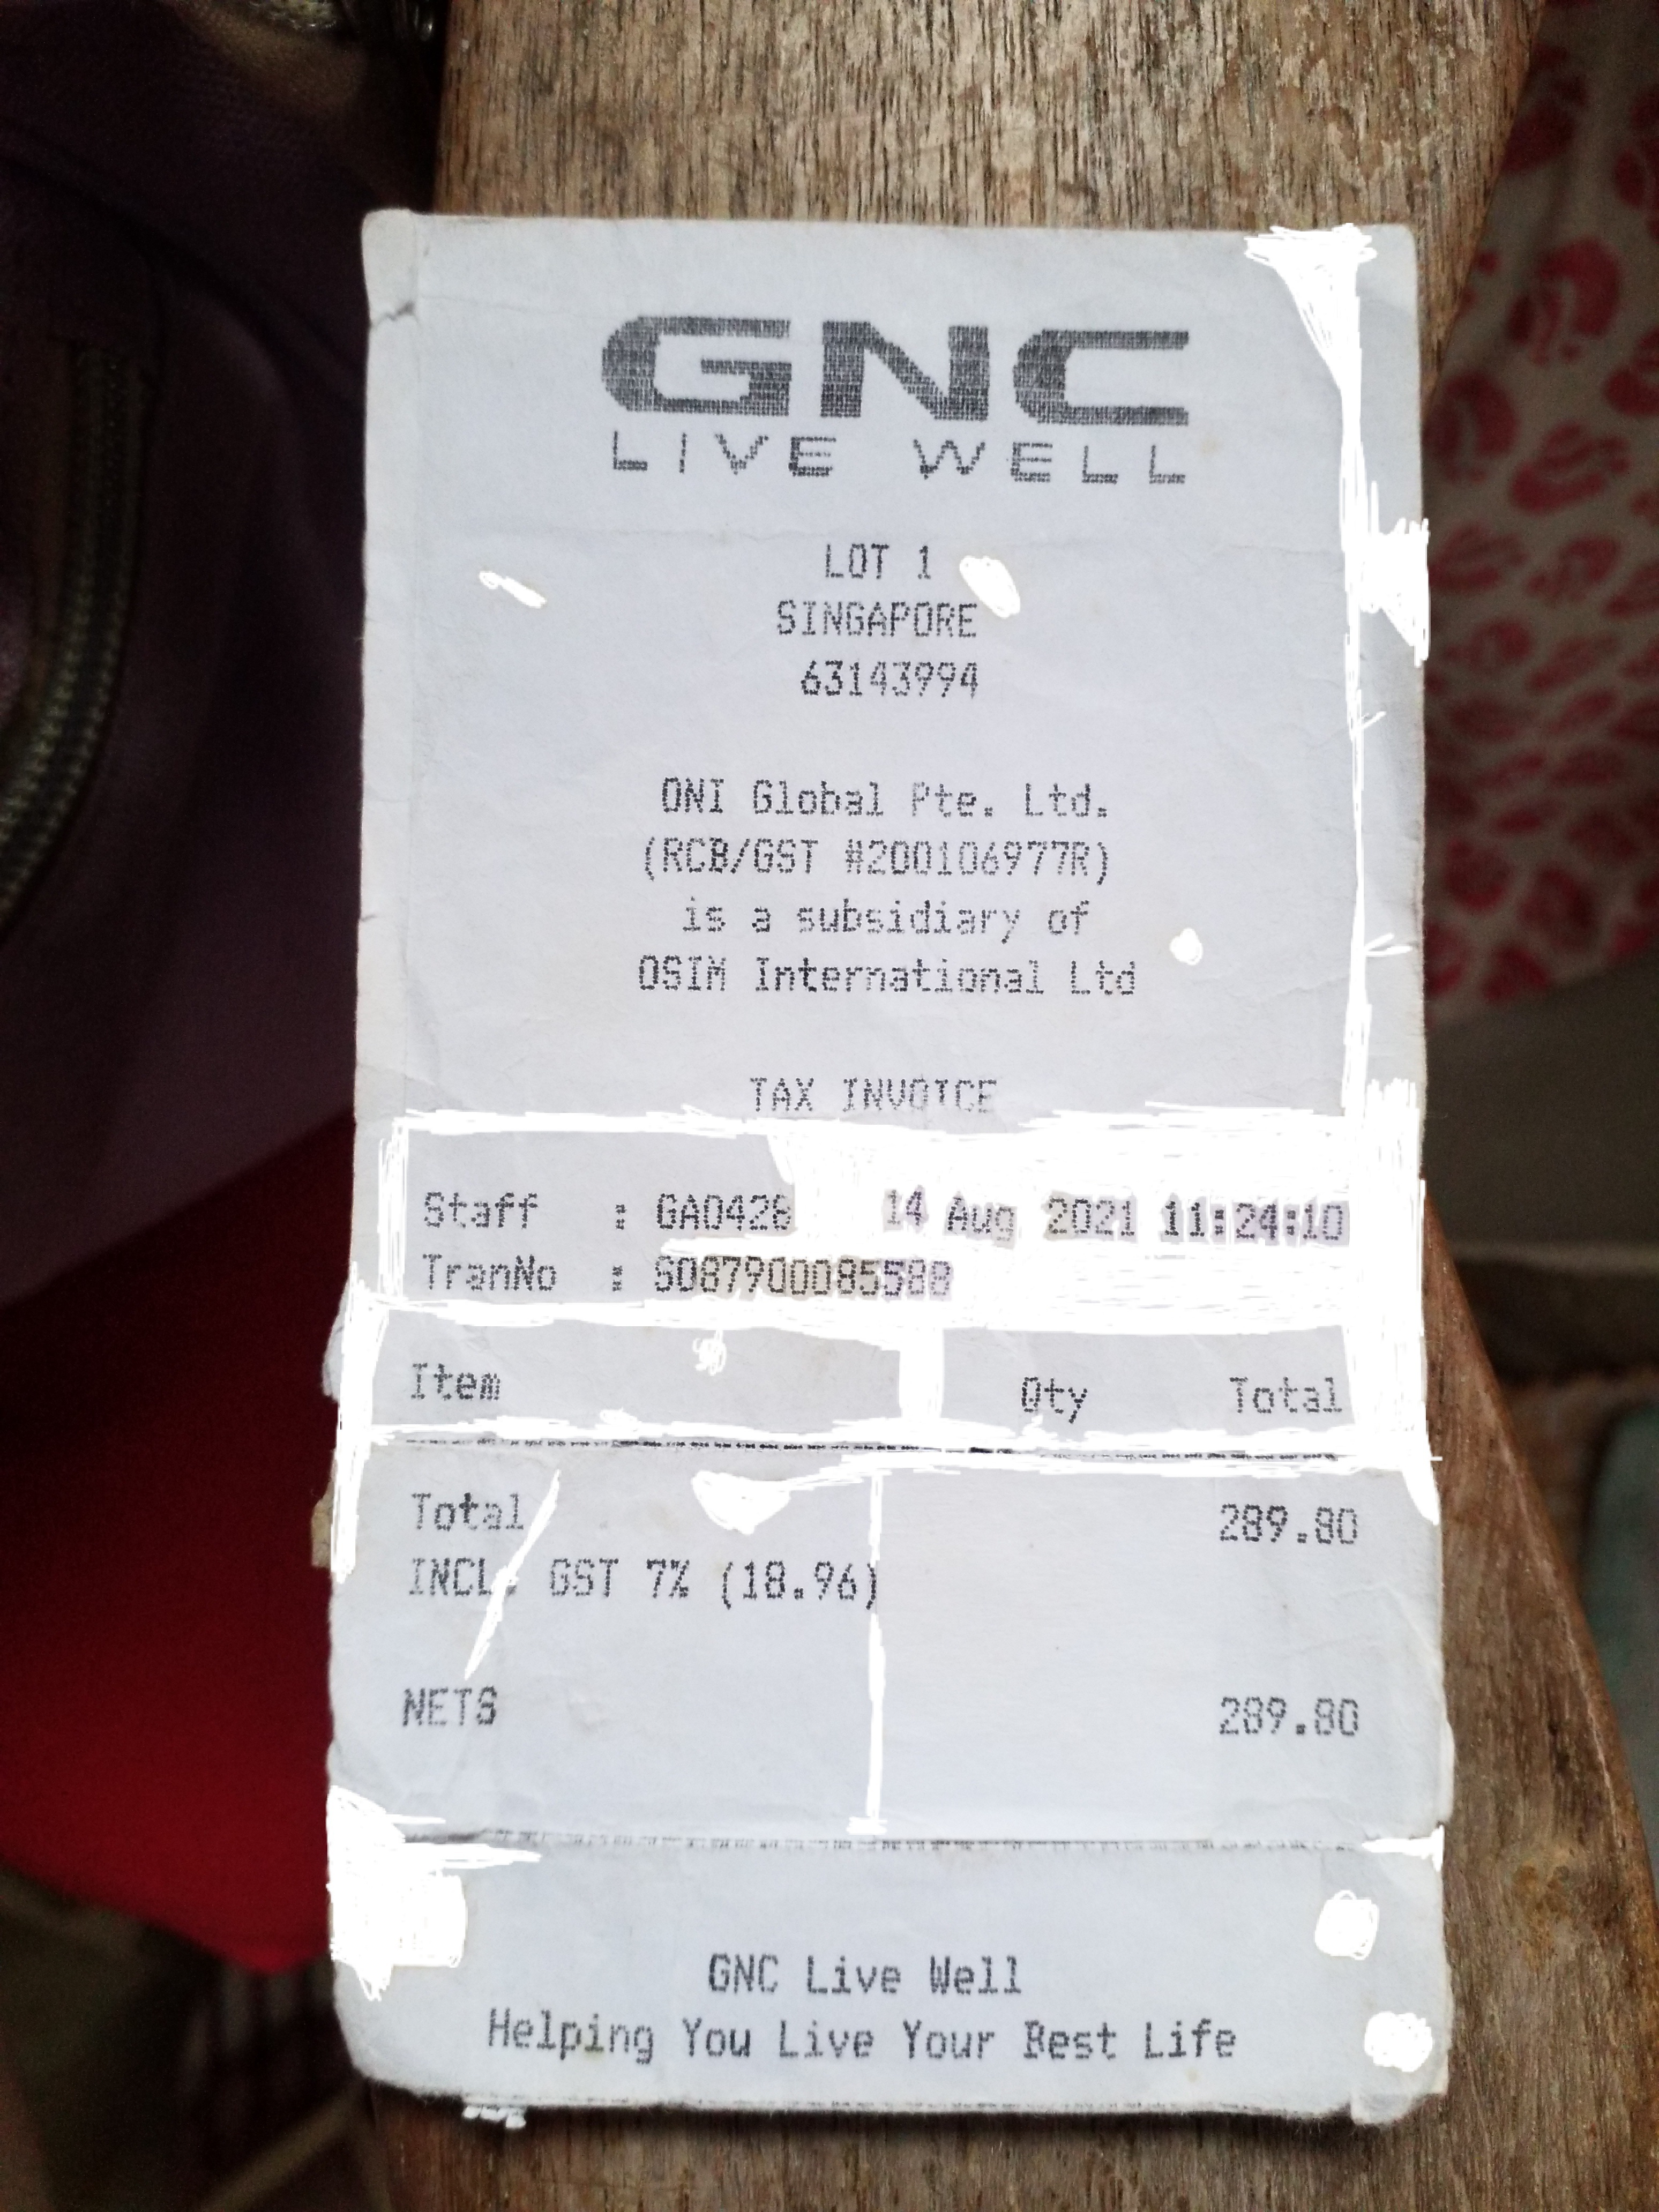 GNC
LIVE WELL
LOT 1
SINGAPORE
63143994
ONI Global Pte. Ltd.
(RCB/GST #200106977R)
is a subsidiary of
OSIM International Ltd
TAX INVOICE
Staff : GA0428 14 Aug 2021 11:24:10
TranNo : S087900085588
Item Qty Total
Total 289.80
INCL. GST 7% (18.96)
NETS 289.80
GNC Live Well
Helping You Live Your Best Life